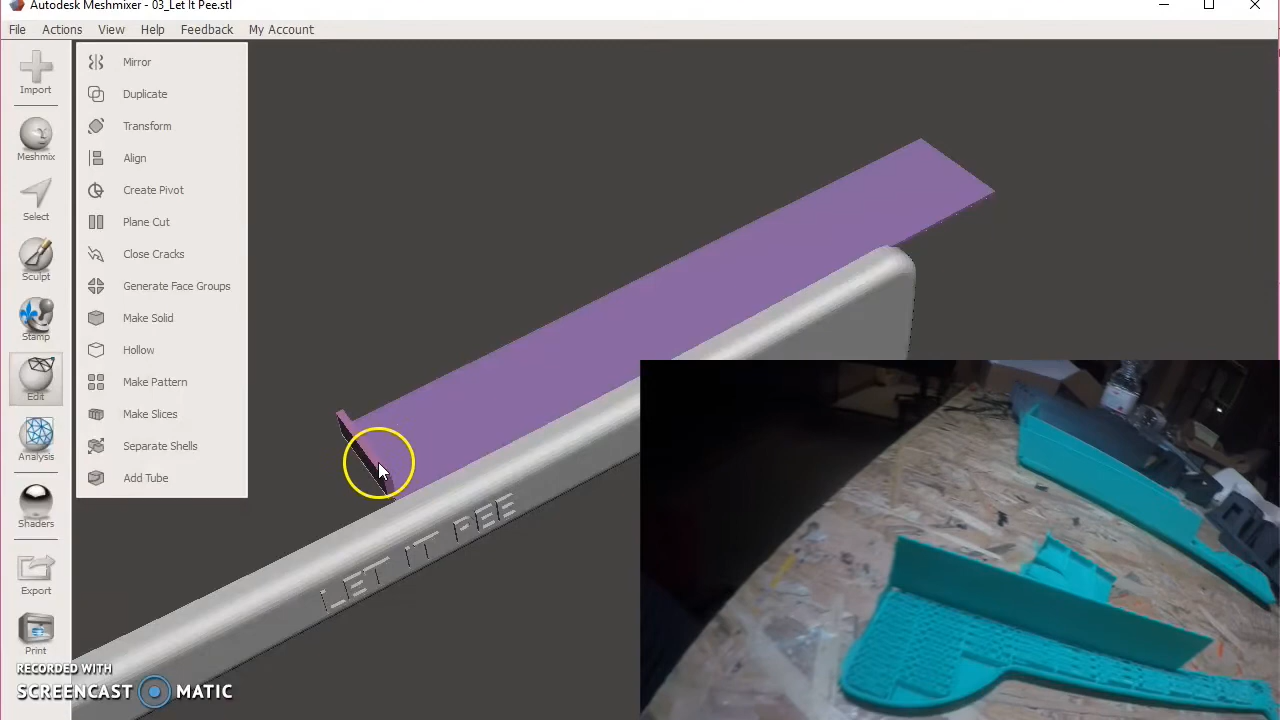 Autodesk Meshmixer - 03_Let It Pee.stl
File Actions View Help Feedback My Account
Import
Meshmix
Select
Sculpt
Stamp
Edit
Analysis
Shaders
Export
Print
Mirror
Duplicate
Transform
Align
Create Pivot
Plane Cut
Close Cracks
Generate Face Groups
Make Solid
Hollow
Make Pattern
Make Slices
Separate Shells
Add Tube
LET IT PEE
RECORDED WITH
SCREENCAST MATIC